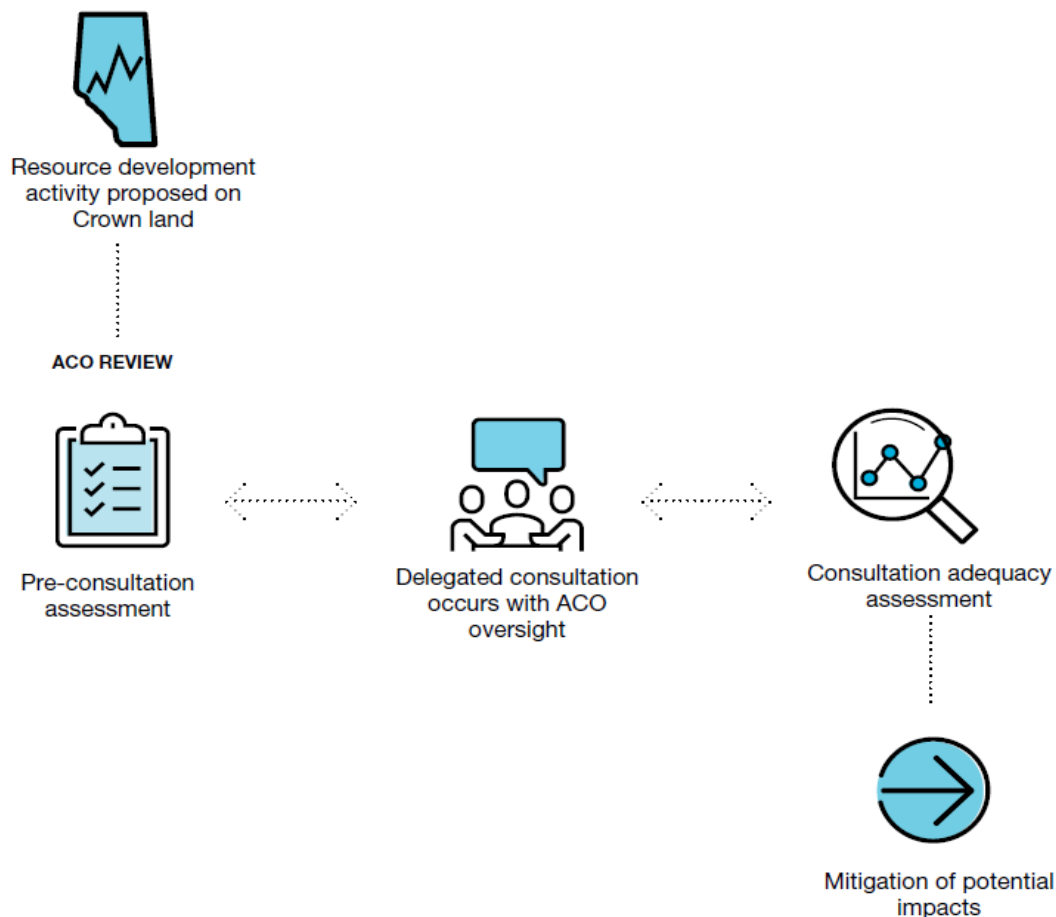 Resource development
activity proposed on
Crown land
ACO REVIEW
Pre-consultation
assessment
Delegated consultation
occurs with ACO
oversight
Consultation adequacy
assessment
Mitigation of potential
impacts